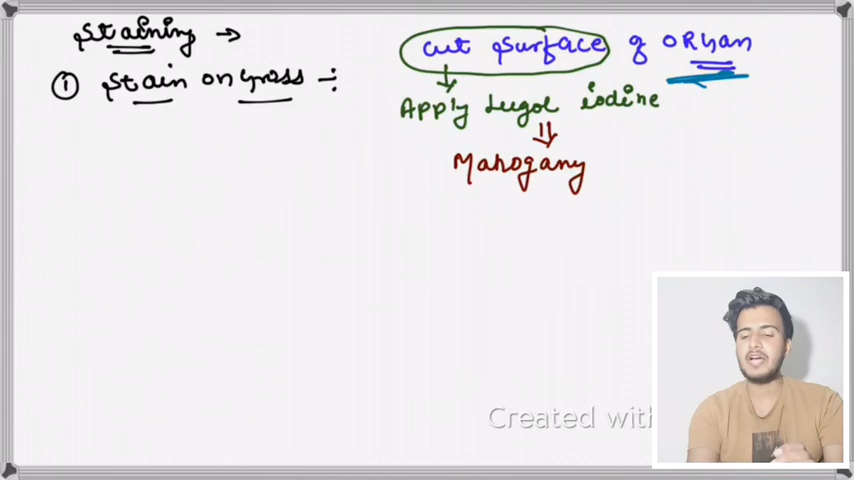 Staining →
① Stain on Gross ÷
Cut Surface of ORGan
Apply Lugol iodine
Mahogany
Created with